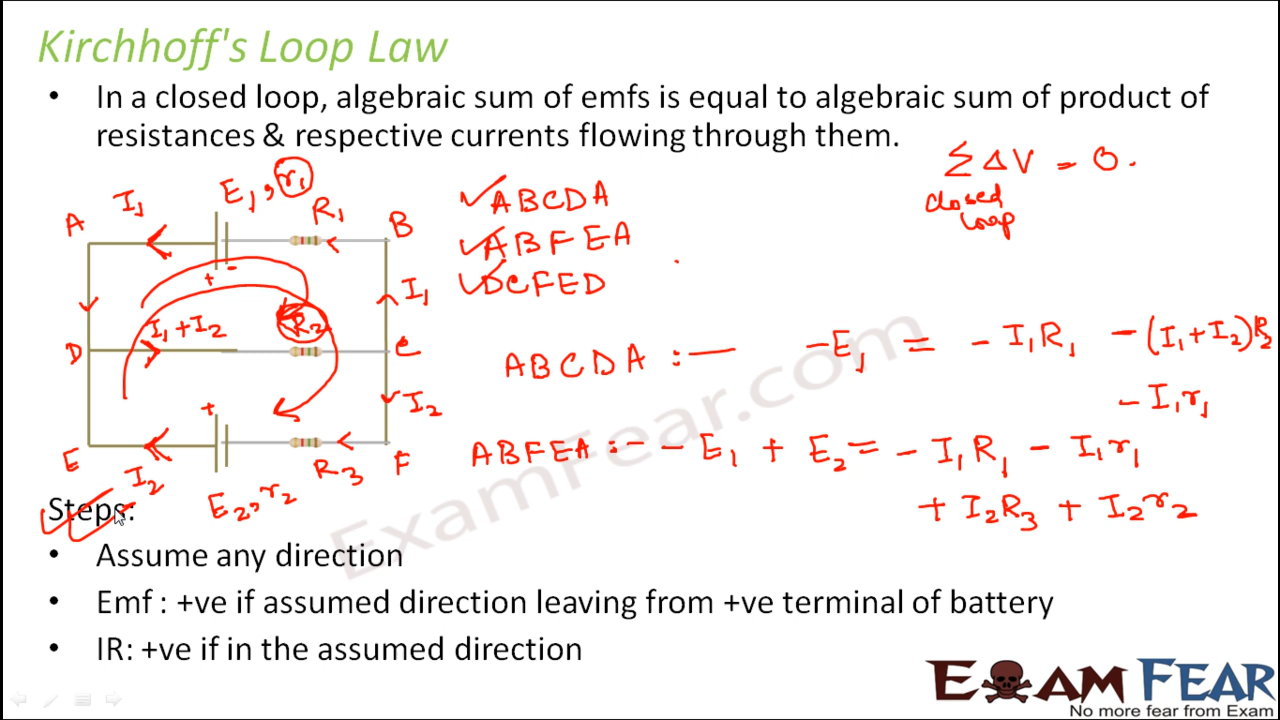 Kirchhoff's Loop Law
• In a closed loop, algebraic sum of emfs is equal to algebraic sum of product of
resistances & respective currents flowing through them.
Σ ΔV = 0.
closed
loop
E₁, r₁
I₁
R₁
A
B
+ -
I₁
I₁+I₂
R₂
D
C
I₂
+
E
F
I₂
R₃
E₂, r₂
✓ABCDA
✓ABFEA
✓DCFED
ABCDA :— -E₁ = - I₁R₁ - (I₁+I₂)R₂
- I₁r₁
ABFEA :- - E₁ + E₂ = - I₁R₁ - I₁r₁
+ I₂R₃ + I₂r₂
ExamFear.com
Steps:
• Assume any direction
• Emf : +ve if assumed direction leaving from +ve terminal of battery
• IR: +ve if in the assumed direction
EXAM FEAR
No more fear from Exam